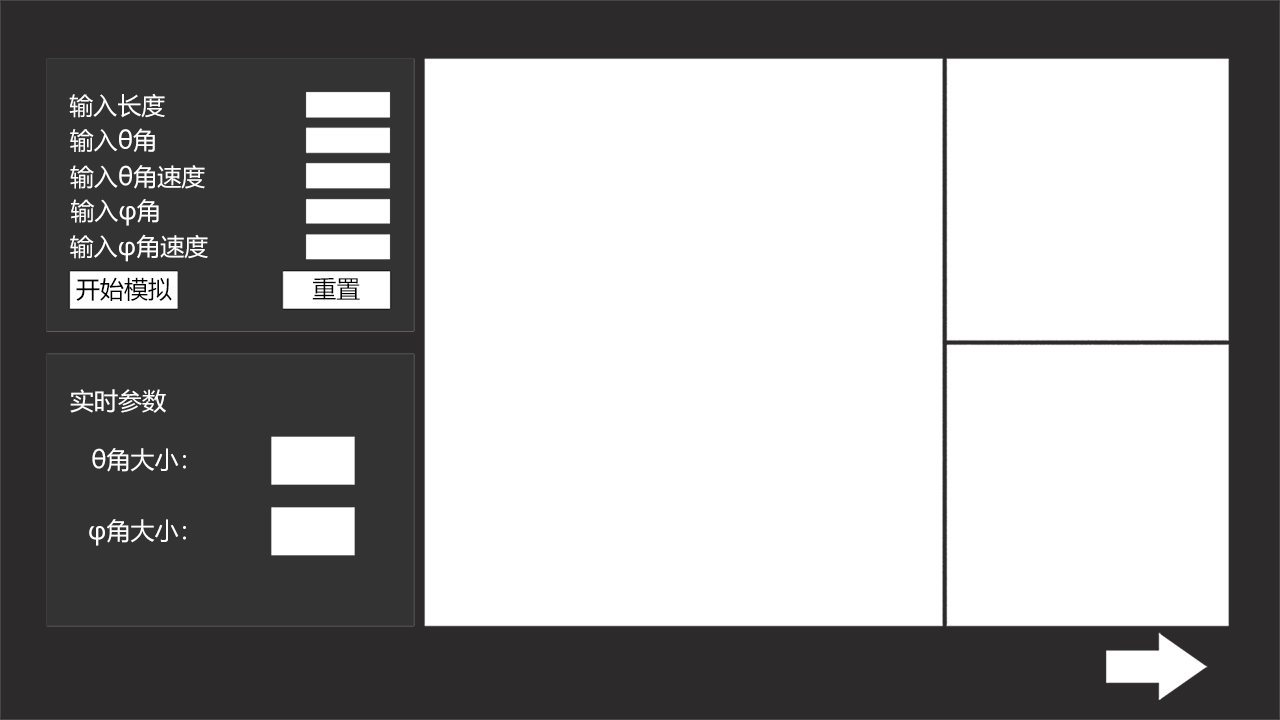 输入长度
输入θ角
输入θ角速度
输入φ角
输入φ角速度
开始模拟 重置
实时参数
θ角大小：
φ角大小：